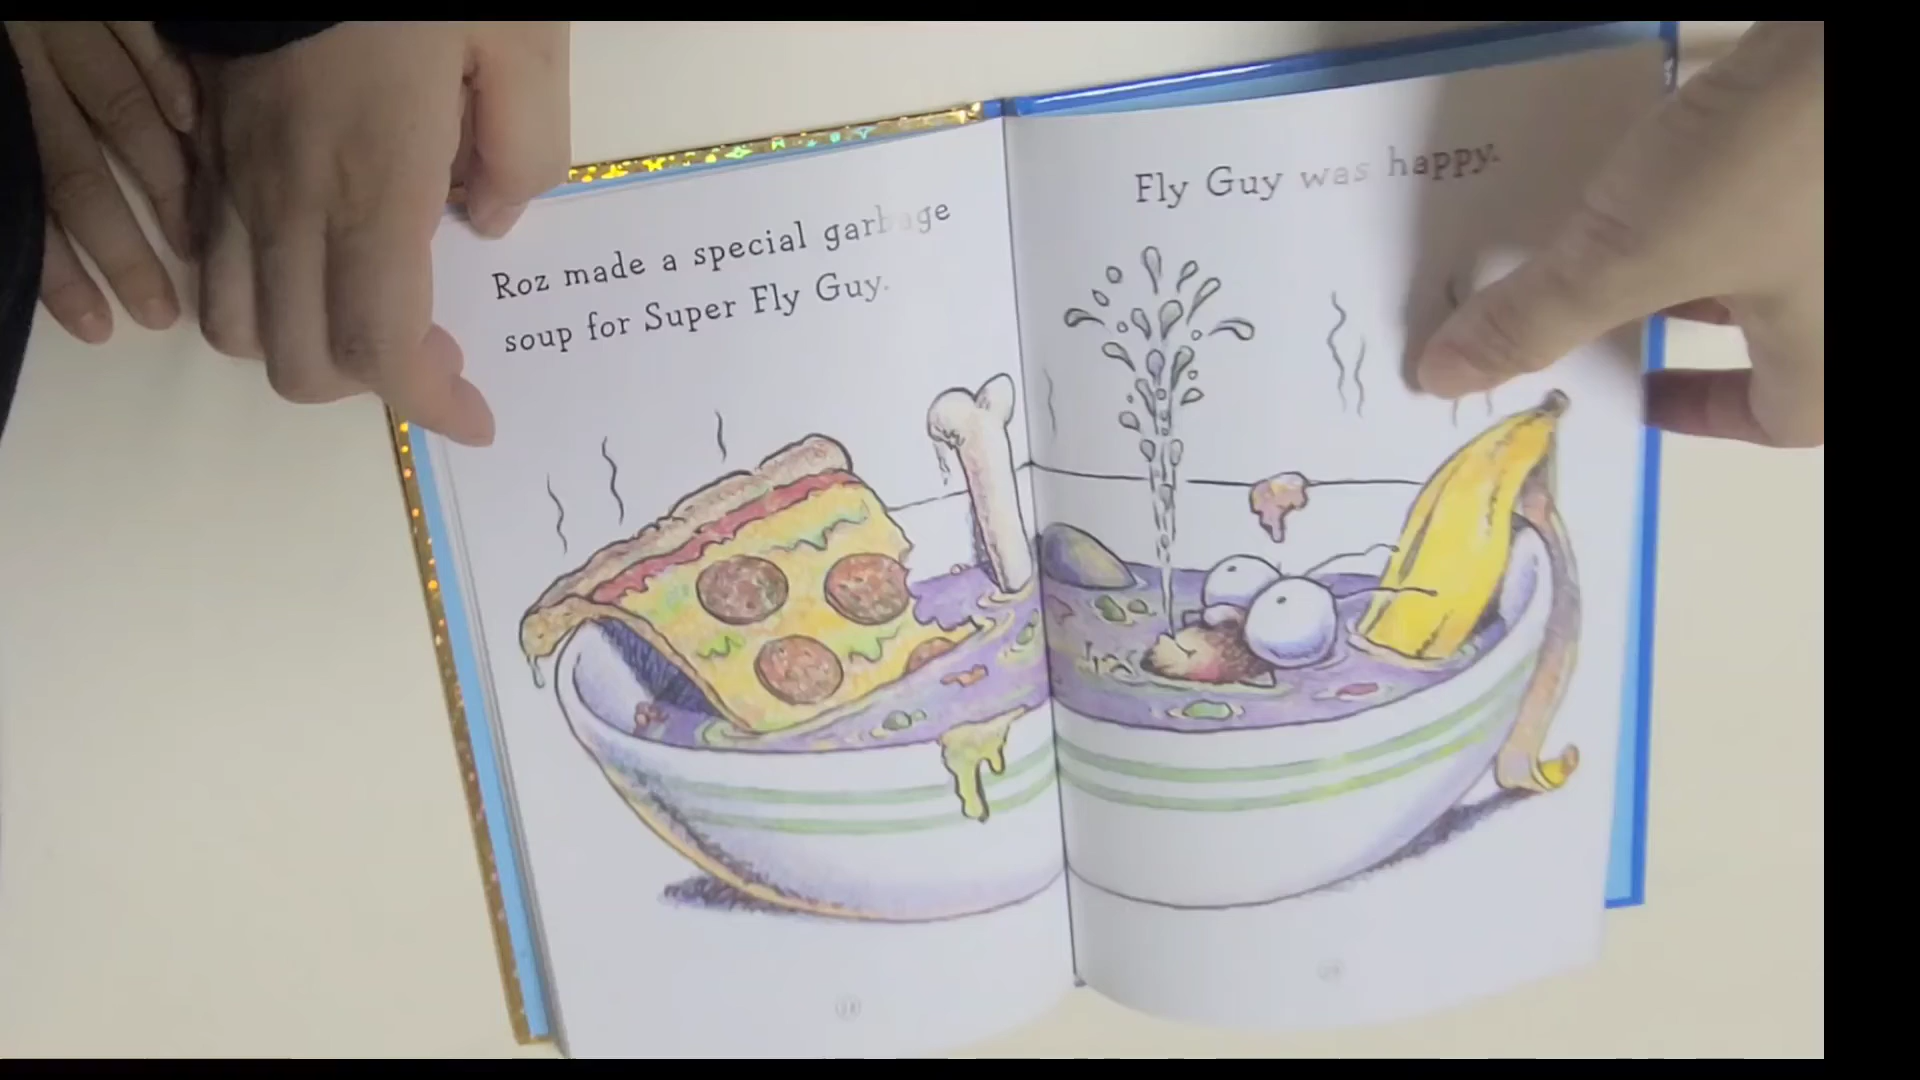 Roz made a special garbage
soup for Super Fly Guy.
Fly Guy was happy.